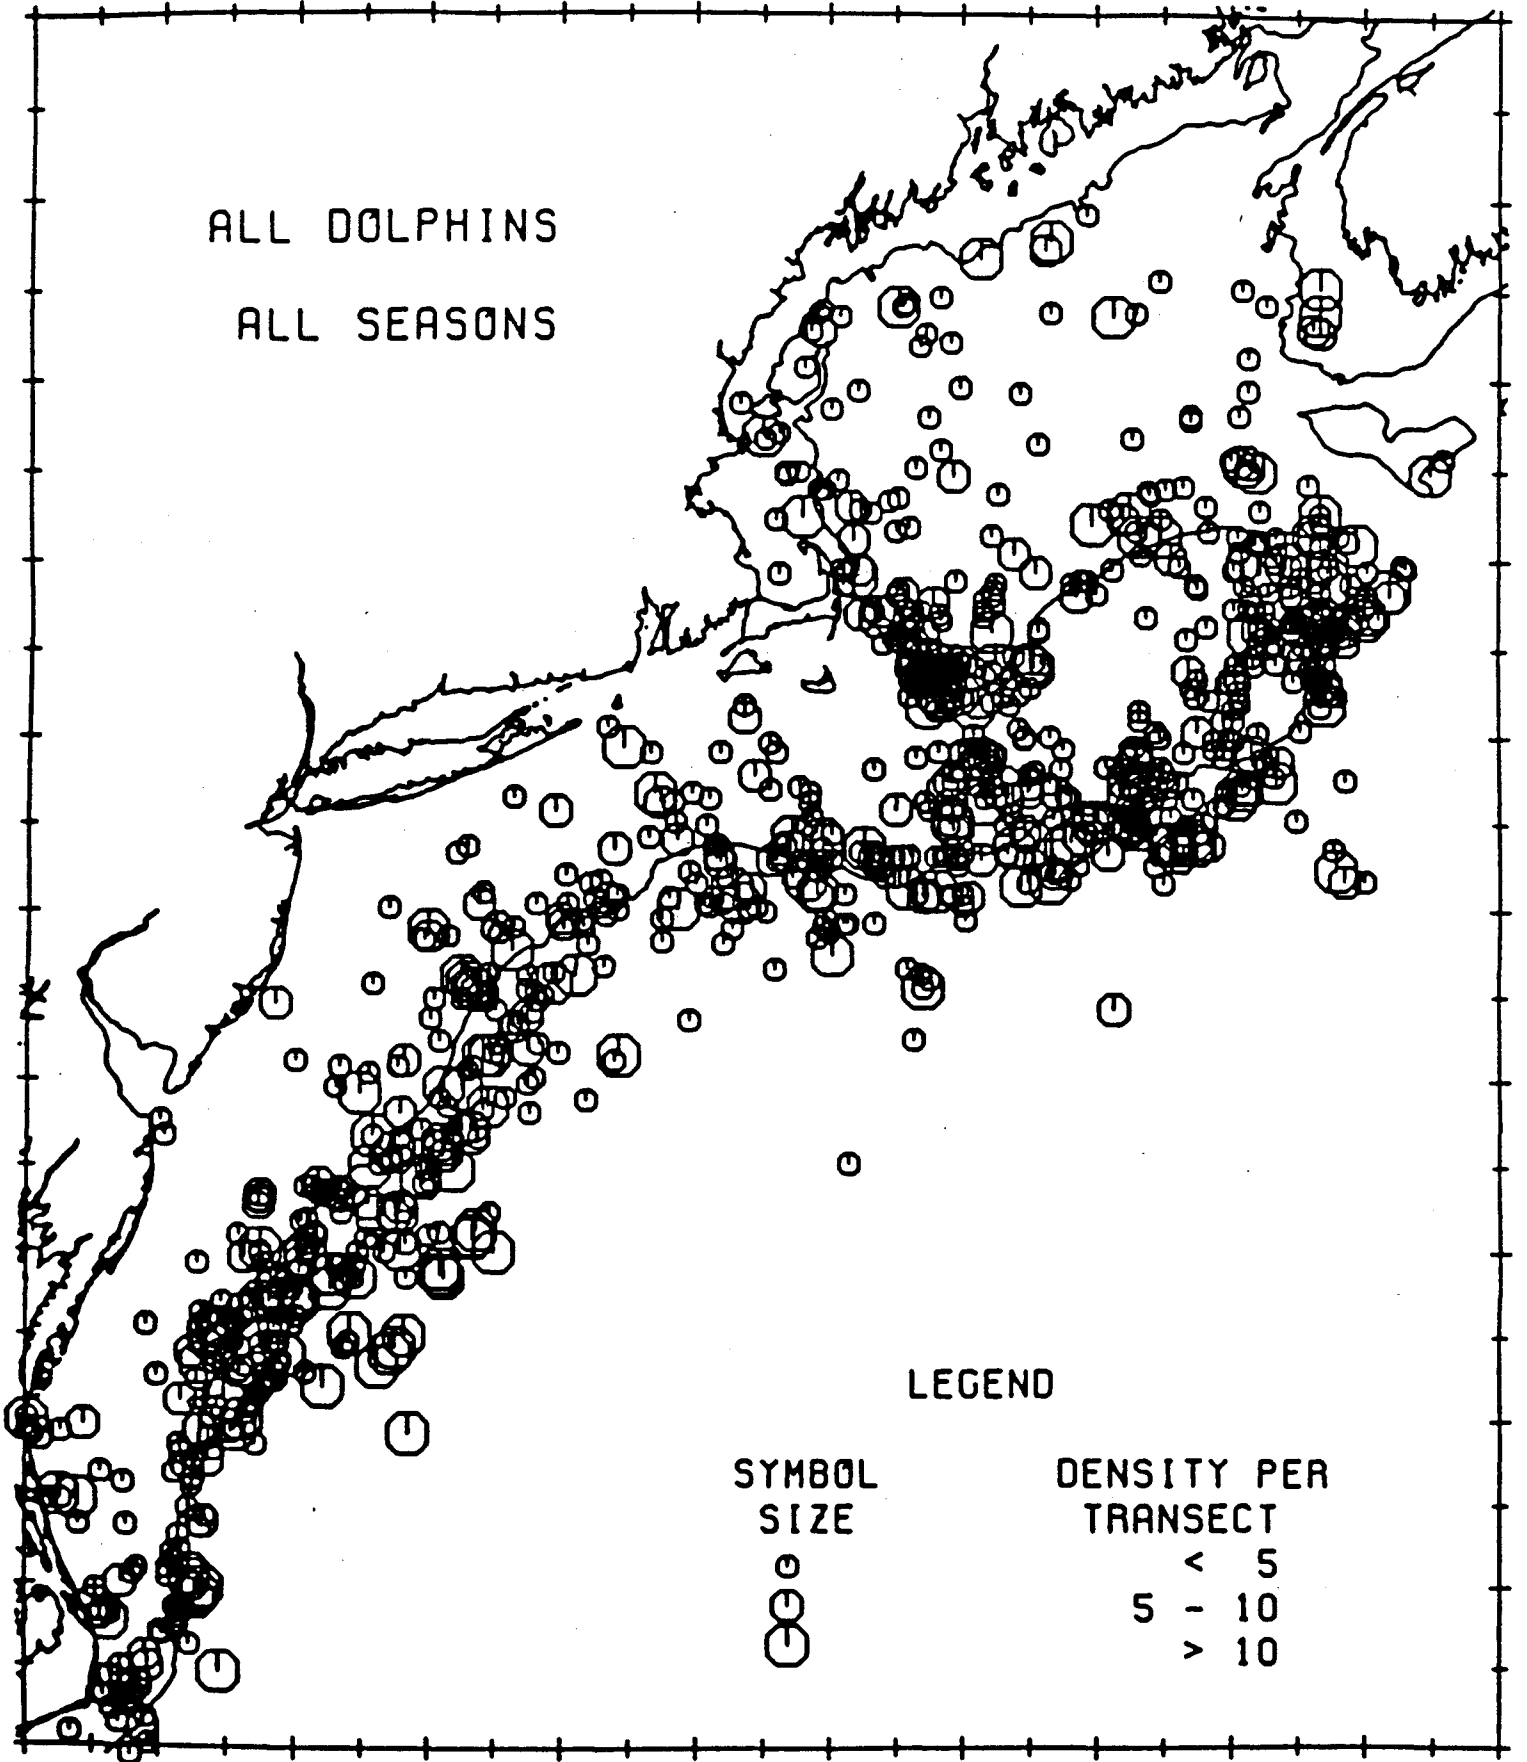 ALL DOLPHINS
ALL SEASONS
LEGEND
SYMBOL SIZE
DENSITY PER TRANSECT
< 5
5 - 10
> 10